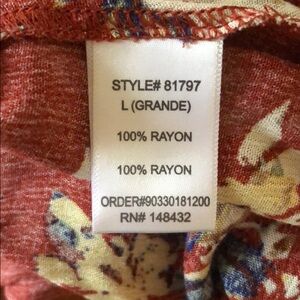 STYLE# 81797
L (GRANDE)
100% RAYON
100% RAYON
ORDER#90330181200
RN# 148432